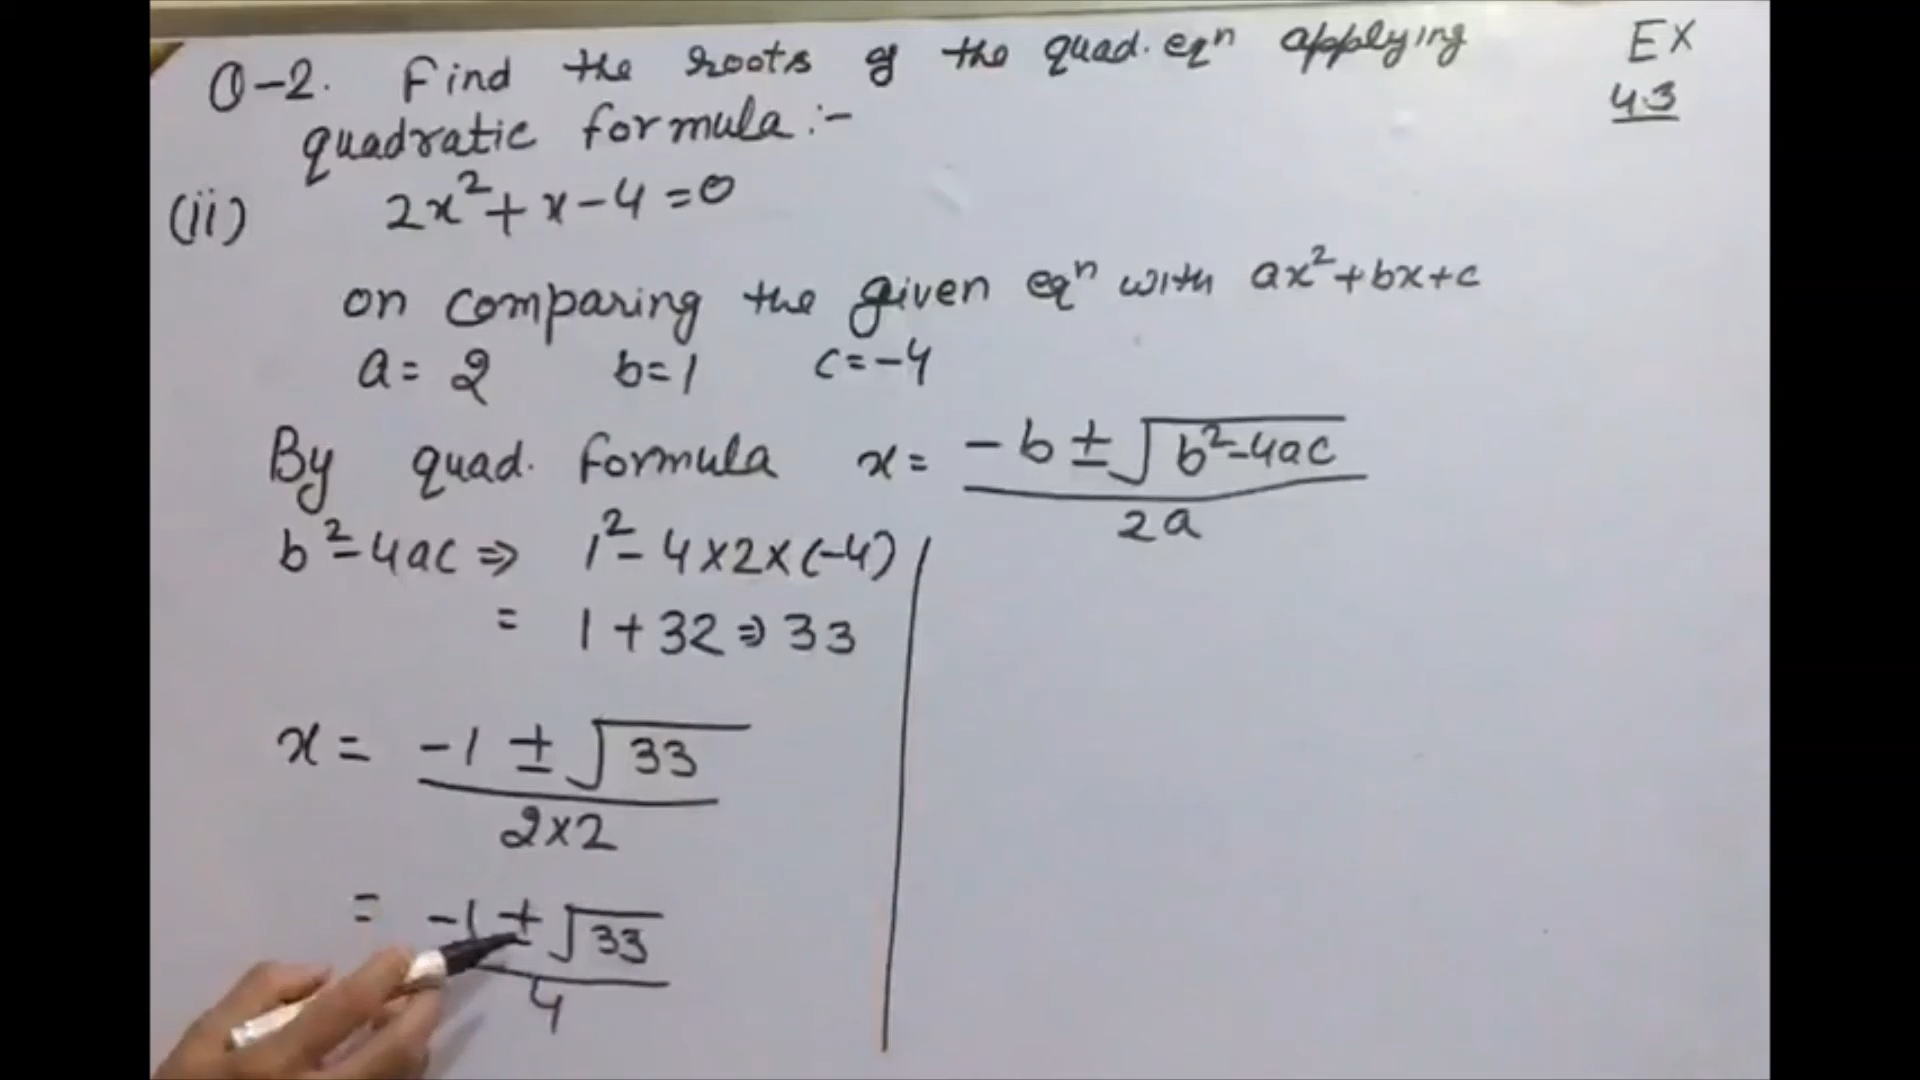 Q-2. Find the roots of the quad. eqⁿ applying
EX
4.3
quadratic formula :-
(ii) 2x²+x-4=0
on comparing the given eqⁿ with ax²+bx+c
a=2 b=1 c=-4
By quad. formula x= -b±√b²-4ac / 2a
b²-4ac ⇒ 1²-4×2×(-4)
= 1+32⇒33
x= -1±√33 / 2×2
= -1±√33 / 4